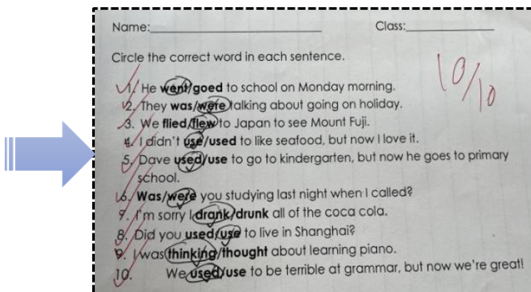 Name: Class:
Circle the correct word in each sentence.
10/10
1. He went/goed to school on Monday morning.
2. They was/were talking about going on holiday.
3. We flied/flew to Japan to see Mount Fuji.
4. I didn't use/used to like seafood, but now I love it.
5. Dave used/use to go to kindergarten, but now he goes to primary
school.
6. Was/were you studying last night when I called?
7. I'm sorry I drank/drunk all of the coca cola.
8. Did you used/use to live in Shanghai?
9. I was thinking/thought about learning piano.
10. We used/use to be terrible at grammar, but now we're great!